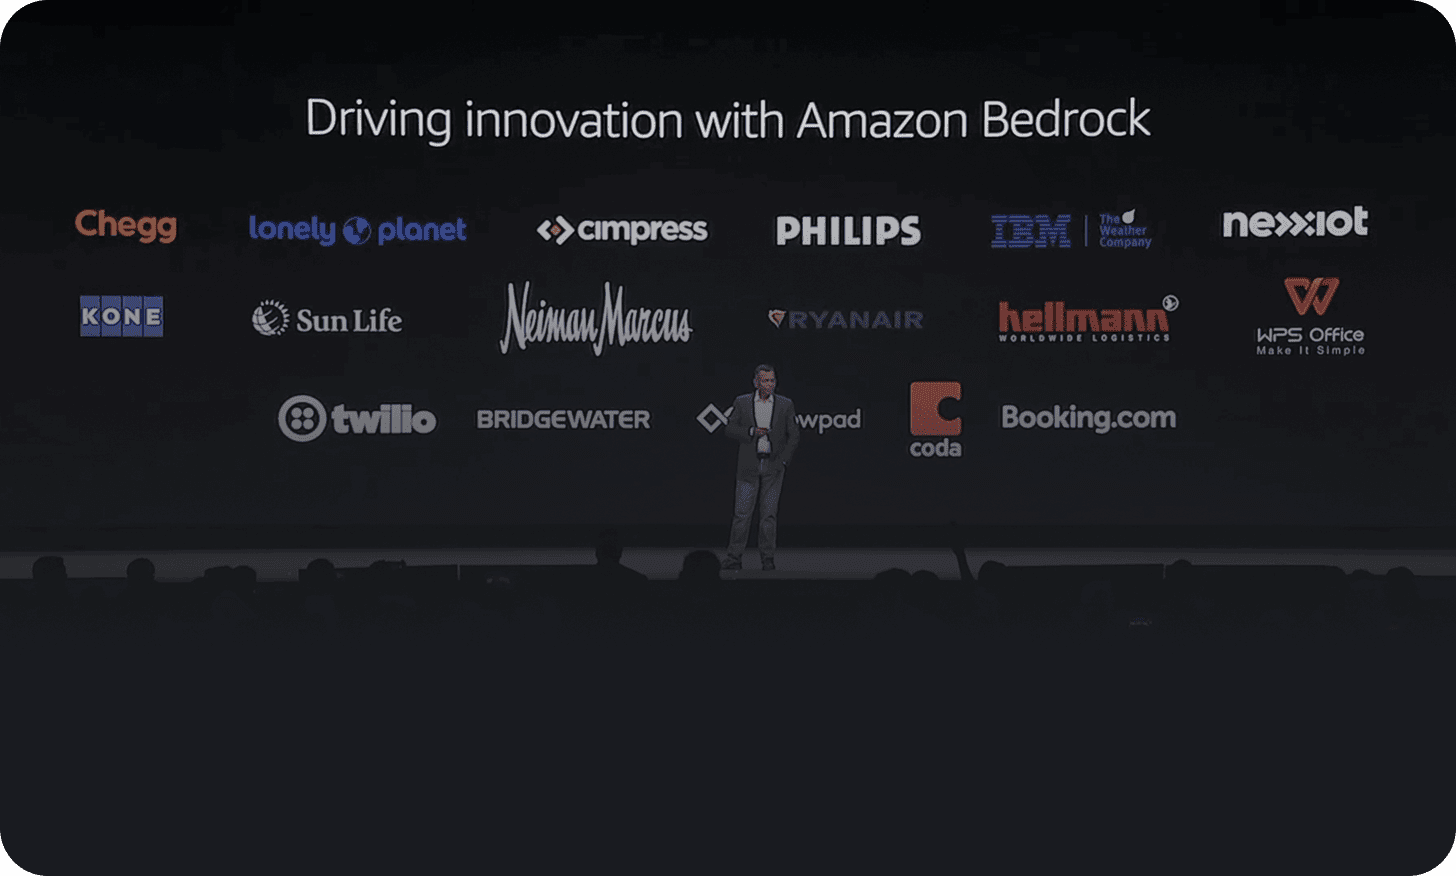 Driving innovation with Amazon Bedrock
Chegg
lonely planet
cimpress
PHILIPS
IBM
The
Weather
Company
nexxiot
KONE
Sun Life
Neiman Marcus
RYANAIR
hellmann
WORLDWIDE LOGISTICS
WPS Office
Make It Simple
twilio
BRIDGEWATER
wpad
coda
Booking.com